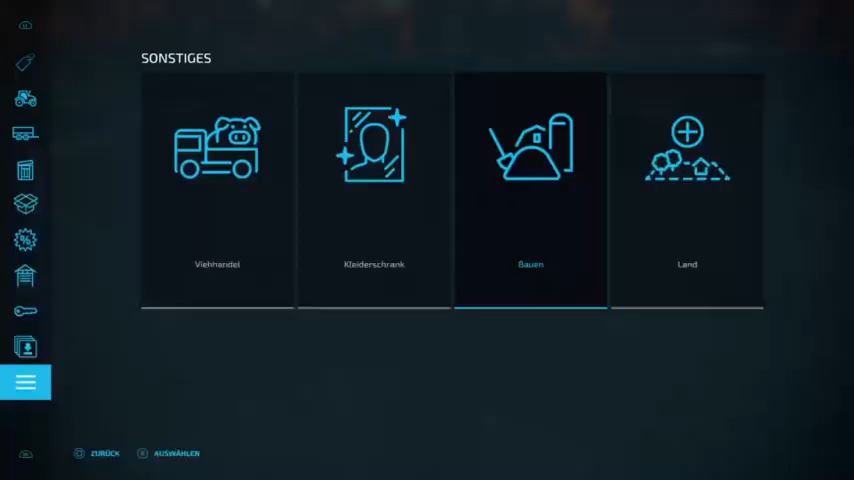 SONSTIGES
Viehhandel
Kleiderschrank
Bauen
Land
ZURÜCK
AUSWÄHLEN